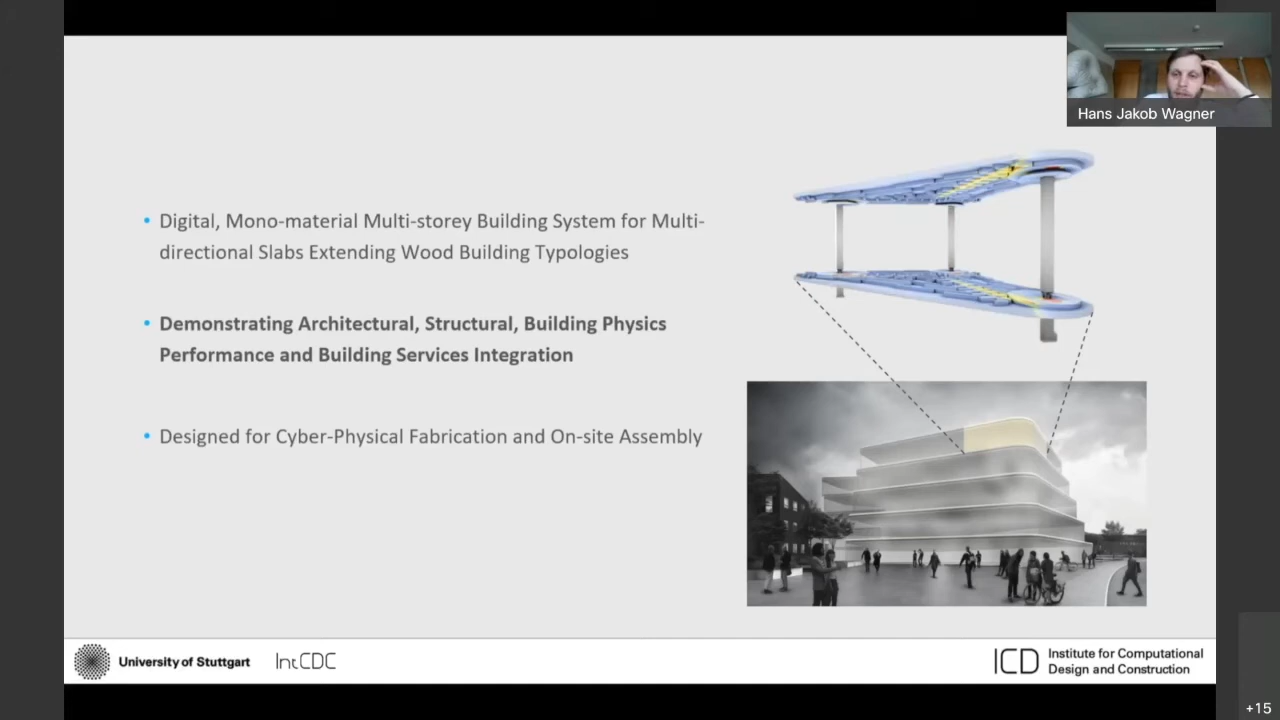 Hans Jakob Wagner
• Digital, Mono-material Multi-storey Building System for Multi-
directional Slabs Extending Wood Building Typologies
• Demonstrating Architectural, Structural, Building Physics
Performance and Building Services Integration
• Designed for Cyber-Physical Fabrication and On-site Assembly
University of Stuttgart
IntCDC
ICD
Institute for Computational
Design and Construction
+15